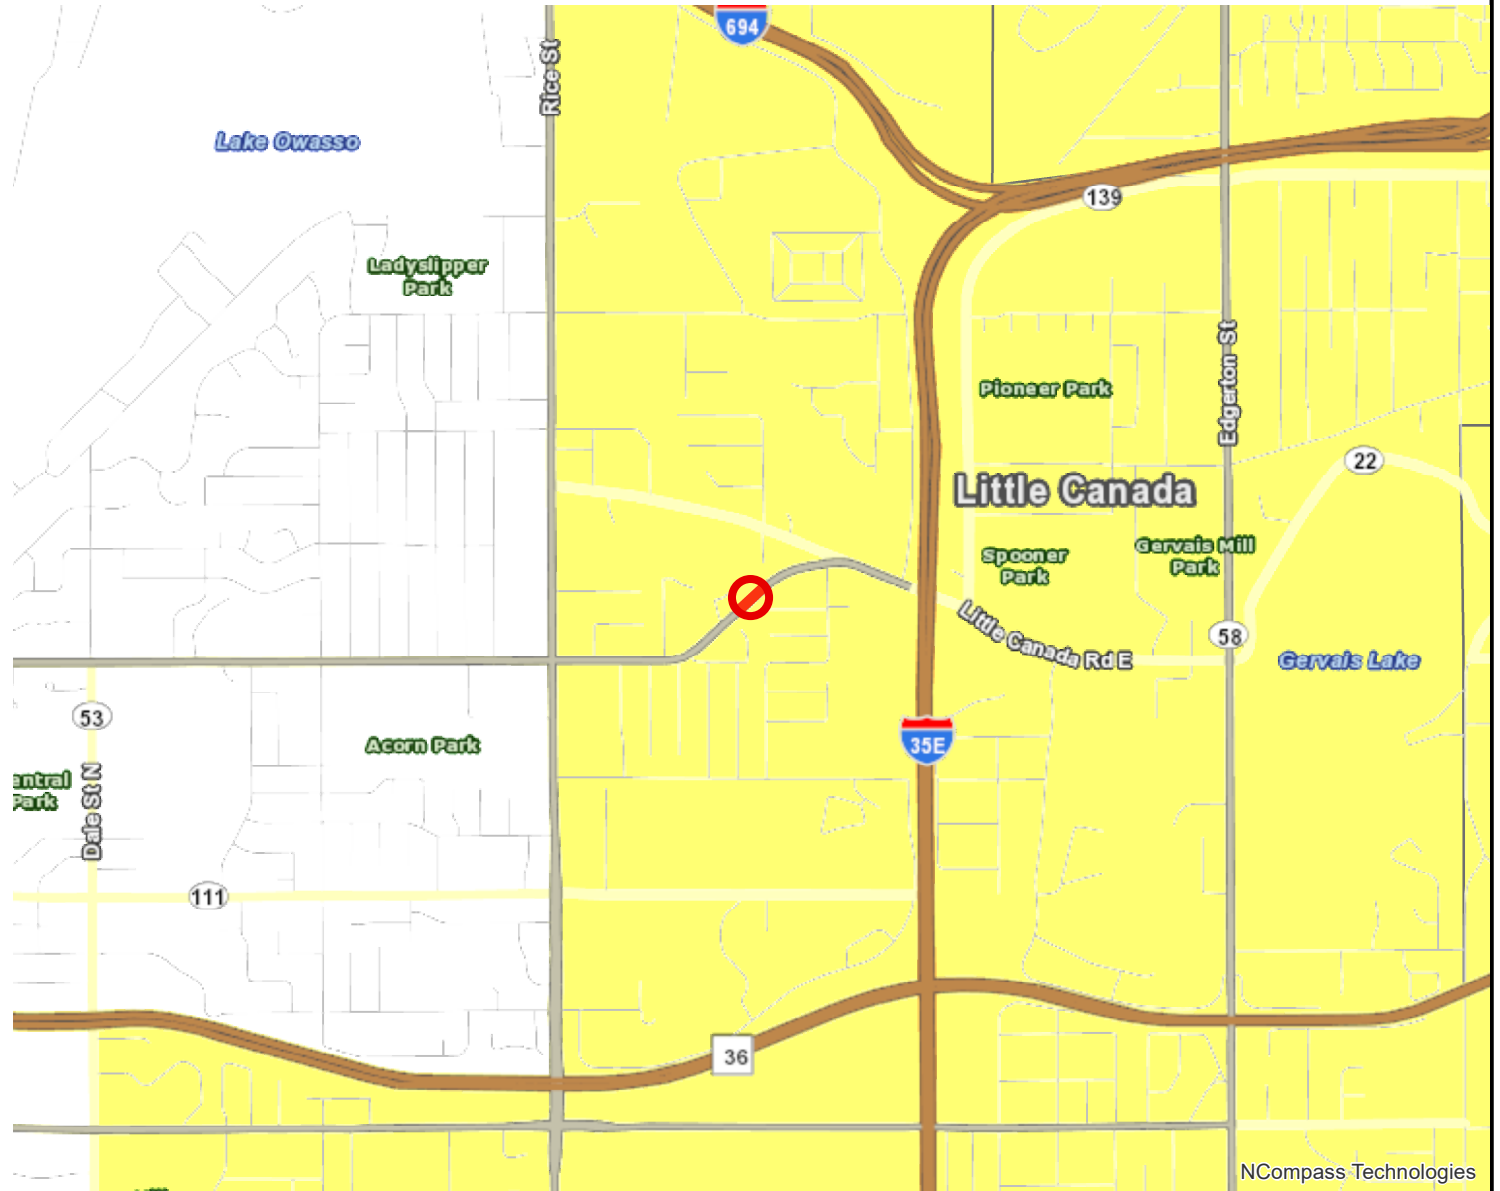 694
Rice St
Lake Owasso
139
Ladyslipper
Park
Edgerton St
Pioneer Park
22
Little Canada
Spooner
Park
Gervais Mill
Park
Little Canada Rd E
58
Gervais Lake
53
35E
Acorn Park
entral
Park
Dale St N
111
36
NCompass Technologies